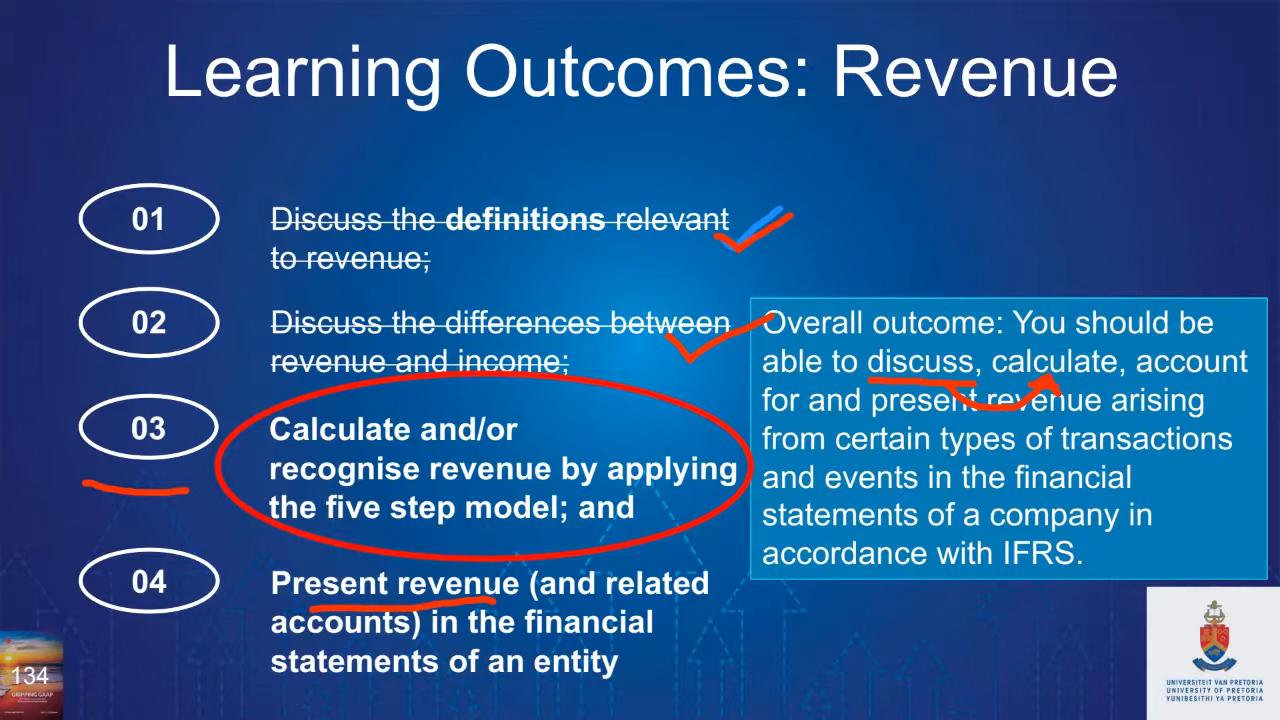 Learning Outcomes: Revenue
01
Discuss the definitions relevant
to revenue;
02
Discuss the differences between
revenue and income;
03
Calculate and/or
recognise revenue by applying
the five step model; and
04
Present revenue (and related
accounts) in the financial
statements of an entity
Overall outcome: You should be
able to discuss, calculate, account
for and present revenue arising
from certain types of transactions
and events in the financial
statements of a company in
accordance with IFRS.
134
GRIPPING GAAP
UNIVERSITEIT VAN PRETORIA
UNIVERSITY OF PRETORIA
YUNIBESITHI YA PRETORIA